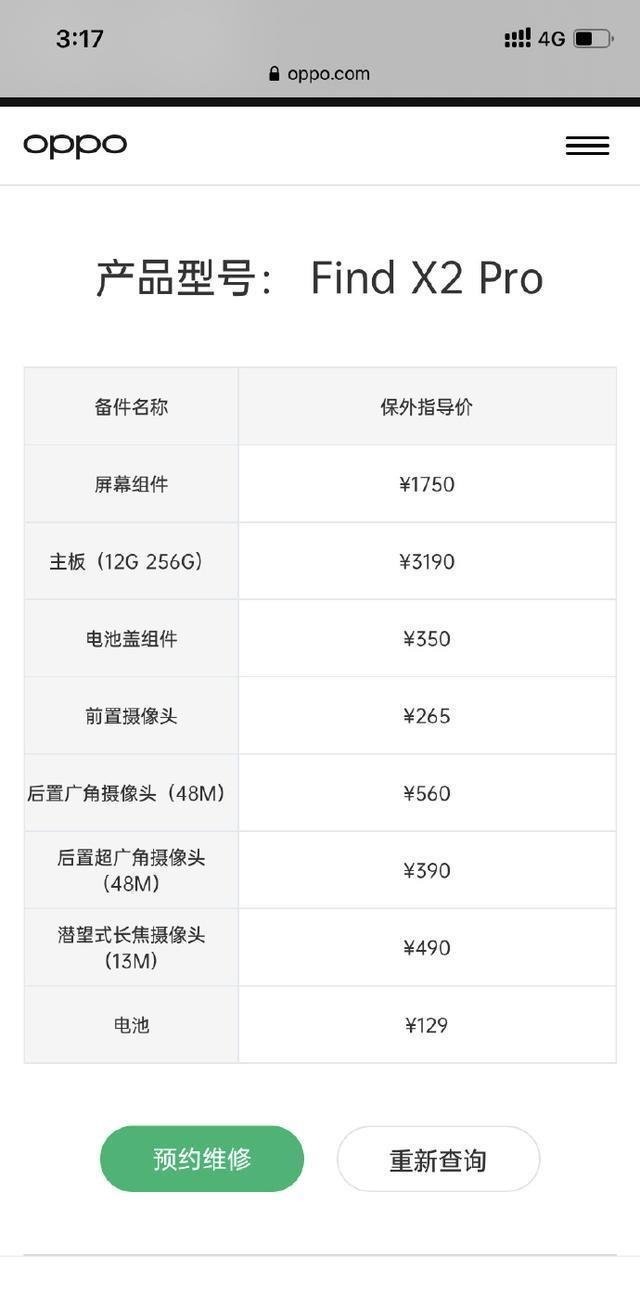 3:17
4G
oppo.com
oppo
产品型号： Find X2 Pro
备件名称
保外指导价
屏幕组件
¥1750
主板（12G 256G）
¥3190
电池盖组件
¥350
前置摄像头
¥265
后置广角摄像头（48M）
¥560
后置超广角摄像头
（48M）
¥390
潜望式长焦摄像头
（13M）
¥490
电池
¥129
预约维修
重新查询